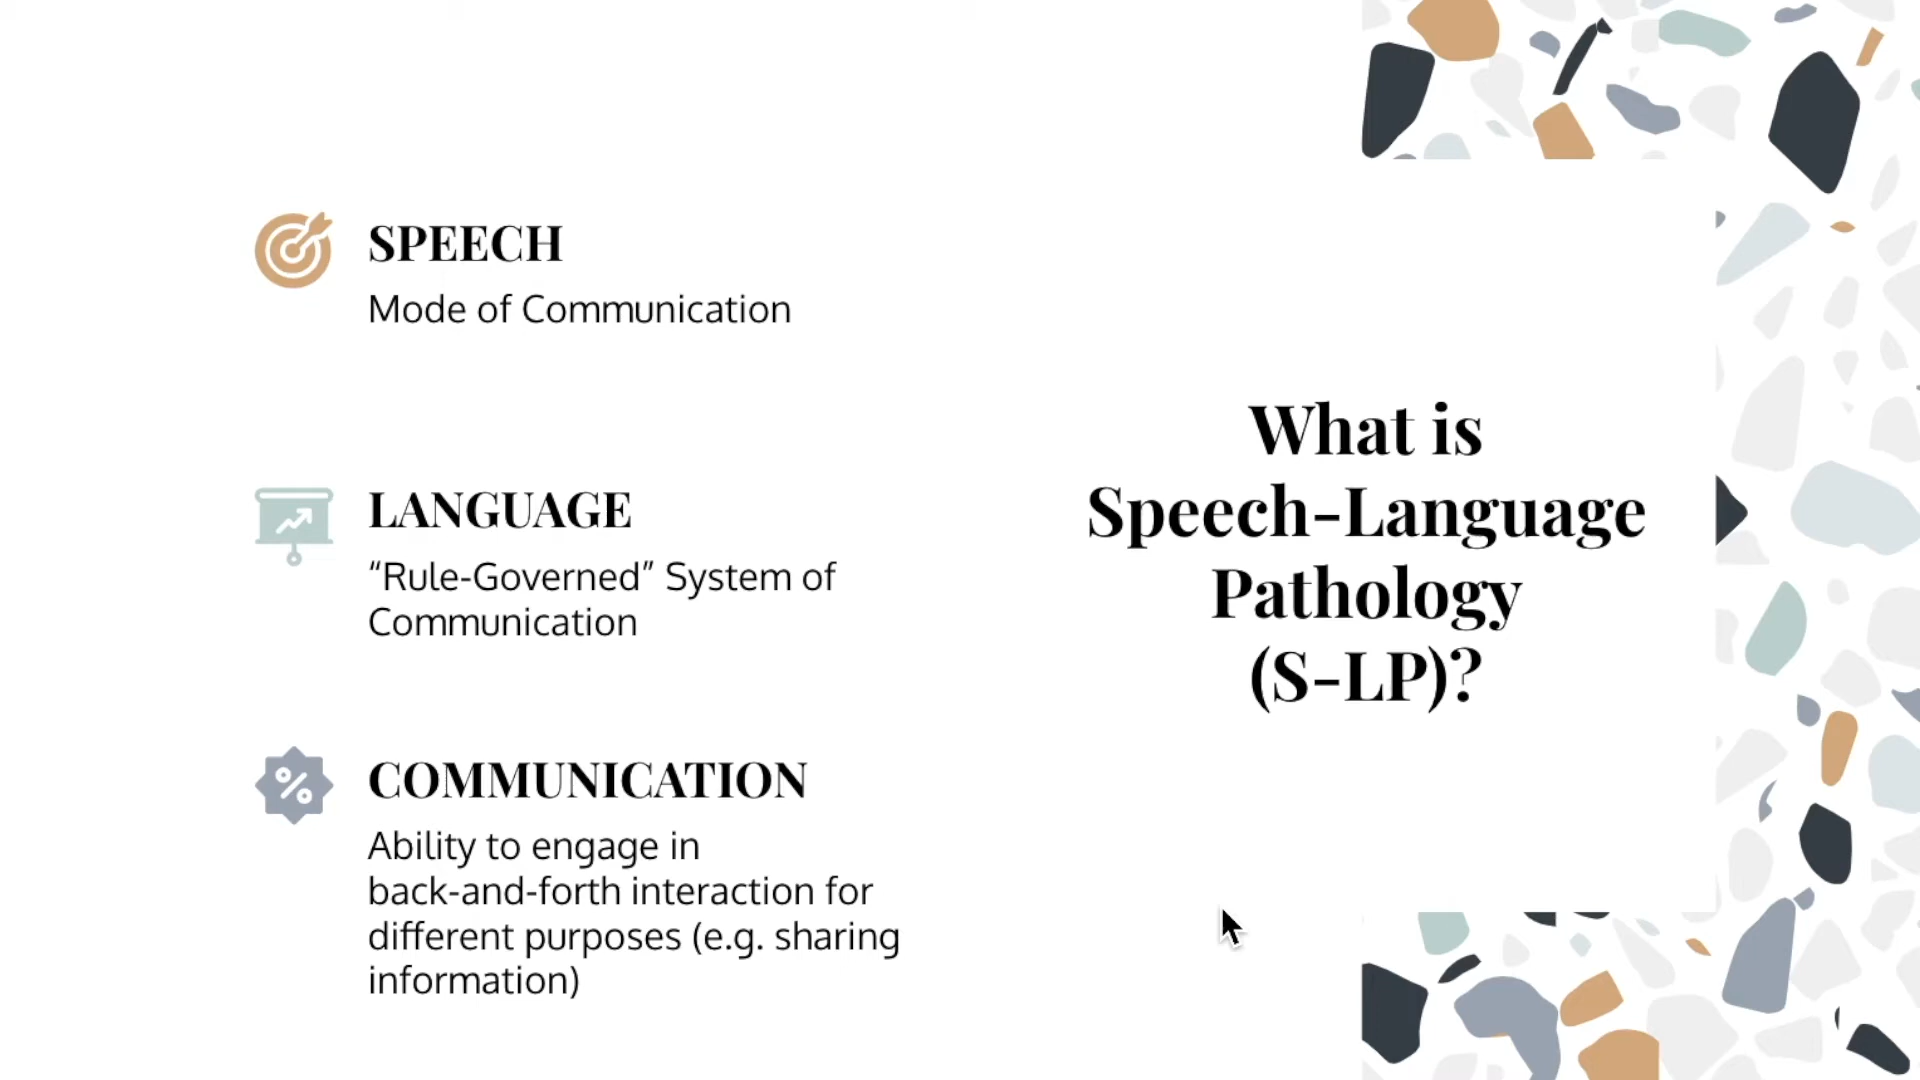 SPEECH
Mode of Communication
LANGUAGE
“Rule-Governed” System of
Communication
%
COMMUNICATION
Ability to engage in
back-and-forth interaction for
different purposes (e.g. sharing
information)
What is
Speech-Language
Pathology
(S-LP)?